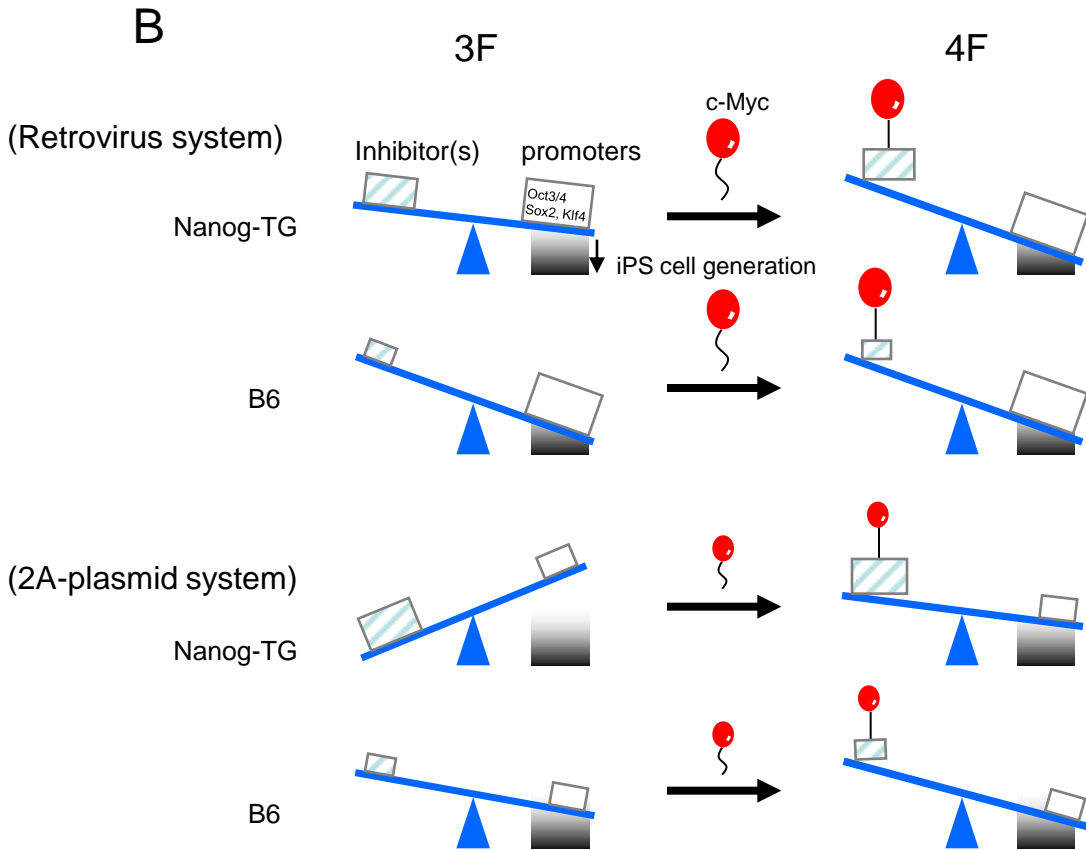 B
3F
4F
c-Myc
(Retrovirus system)
Inhibitor(s)
promoters
Oct3/4
Sox2, Klf4
Nanog-TG
iPS cell generation
B6
(2A-plasmid system)
Nanog-TG
B6